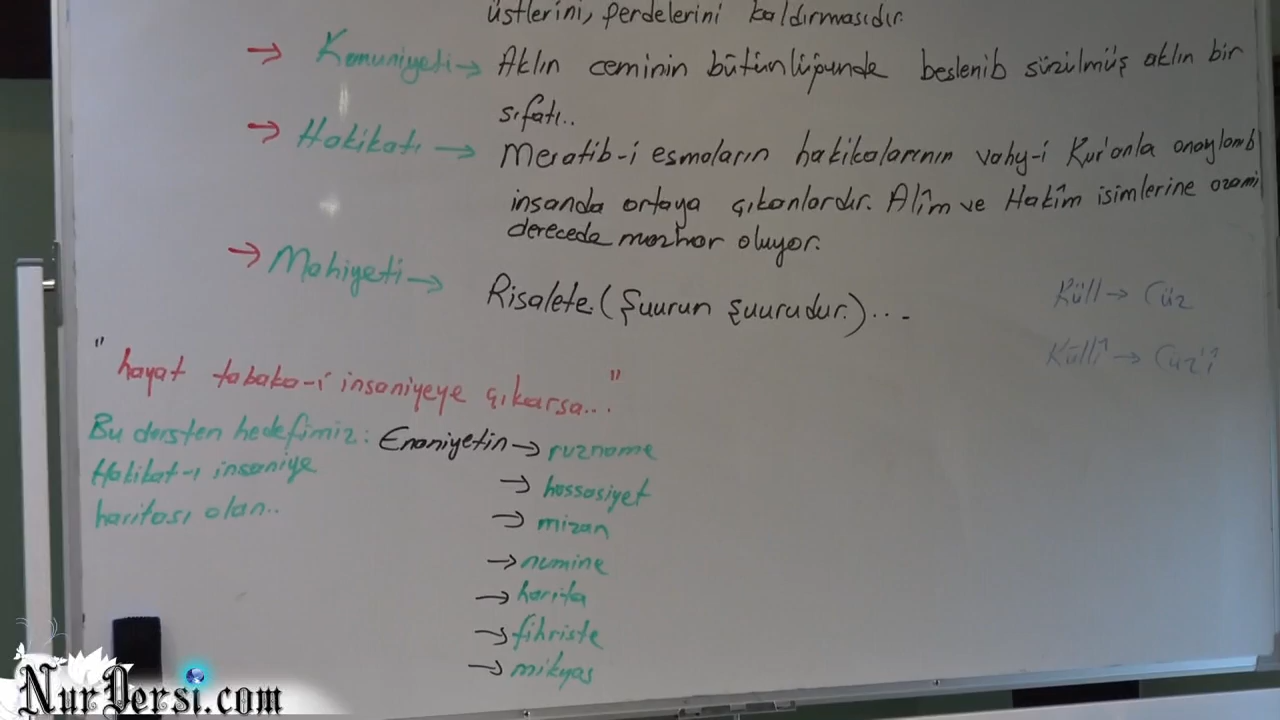 üstlerini, perdelerini kaldırmasıdır.
→ Kanuniyeti → Aklın ceminin bütünlüğünde beslenib süzülmüş aklın bir
sıfatı..
→ Hakikatı → Meratib-i esmaların hakikalarının vahy-i Kur'anla onaylanıb
insanda ortaya çıkanlardır. Alîm ve Hakîm isimlerine azami
derecede mazhar oluyor.
→ Mahiyeti → Risalete (Şuurun şuurudur.)...
Küll → Cüz
Küllî → Cüz'î
"hayat tabaka-i insaniyeye çıkarsa..."
Bu dersten hedefimiz: Enaniyetin → ruzname
Hakikat-ı insaniye → hassasiyet
haritası olan.. → mizan
→ numine
→ harita
→ fihriste
→ mikyas
NurDersi.com